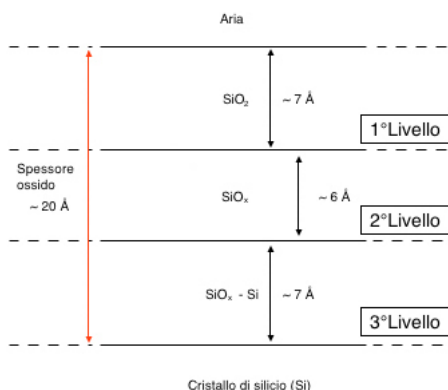 Aria
SiO₂ ~ 7 Å
1°Livello
Spessore
ossido
~ 20 Å
SiOₓ ~ 6 Å
2°Livello
SiOₓ - Si ~ 7 Å
3°Livello
Cristallo di silicio (Si)